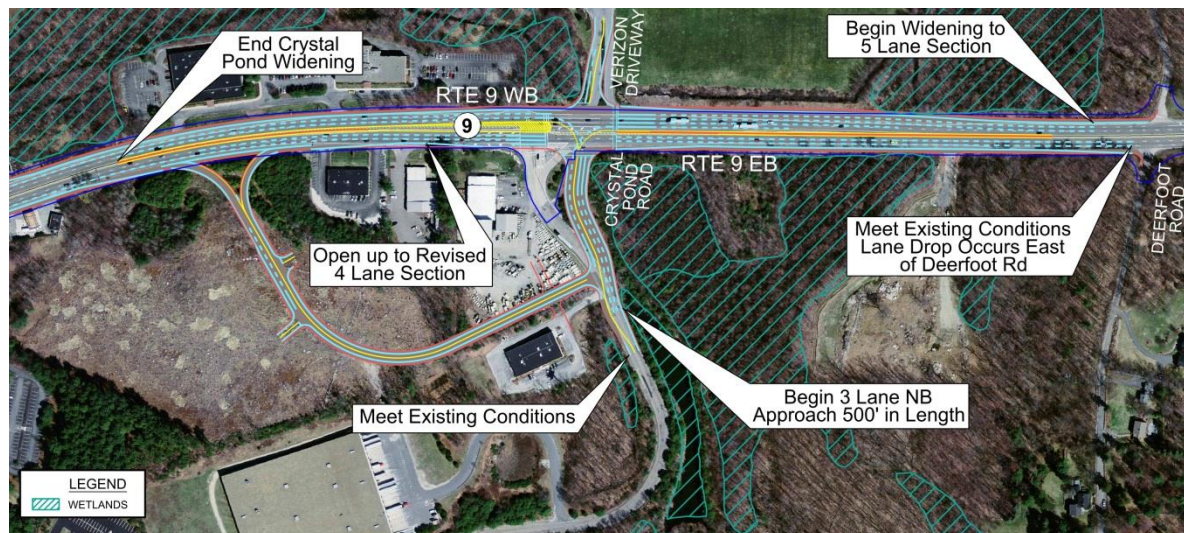 End Crystal
Pond Widening
RTE 9 WB
9
VERIZON
DRIVEWAY
Begin Widening to
5 Lane Section
Open up to Revised
4 Lane Section
CRYSTAL
POND
ROAD
RTE 9 EB
Meet Existing Conditions
Lane Drop Occurs East
of Deerfoot Rd
DEERFOOT
ROAD
Meet Existing Conditions
Begin 3 Lane NB
Approach 500' in Length
LEGEND
WETLANDS